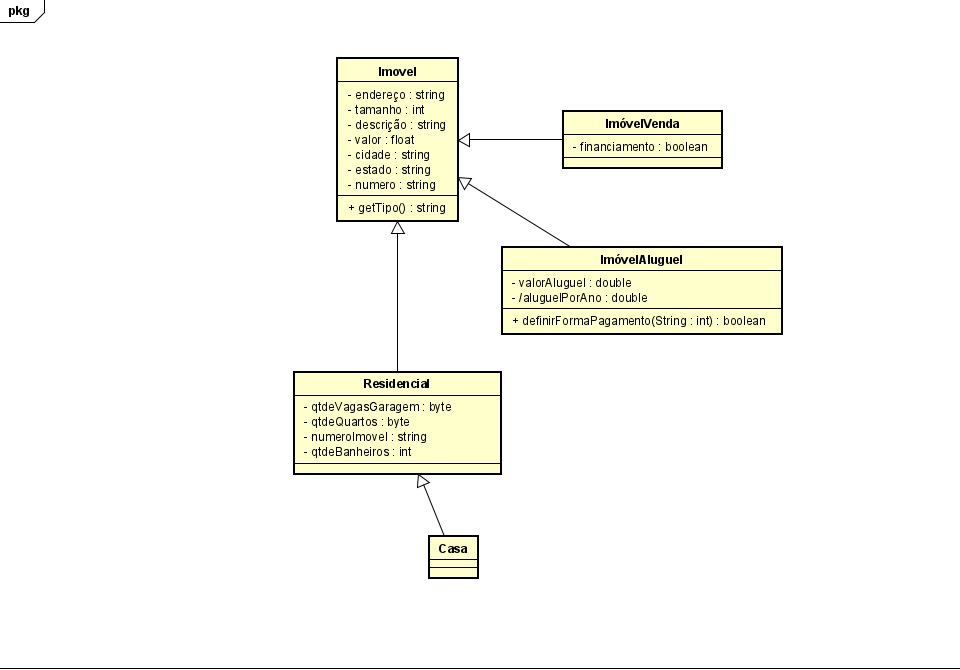 pkg
Imovel
- endereço : string
- tamanho : int
- descrição : string
- valor : float
- cidade : string
- estado : string
- numero : string
+ getTipo() : string
ImóvelVenda
- financiamento : boolean
ImóvelAluguel
- valorAluguel : double
- /aluguelPorAno : double
+ definirFormaPagamento(String : int) : boolean
Residencial
- qtdeVagasGaragem : byte
- qtdeQuartos : byte
- numeroImovel : string
- qtdeBanheiros : int
Casa